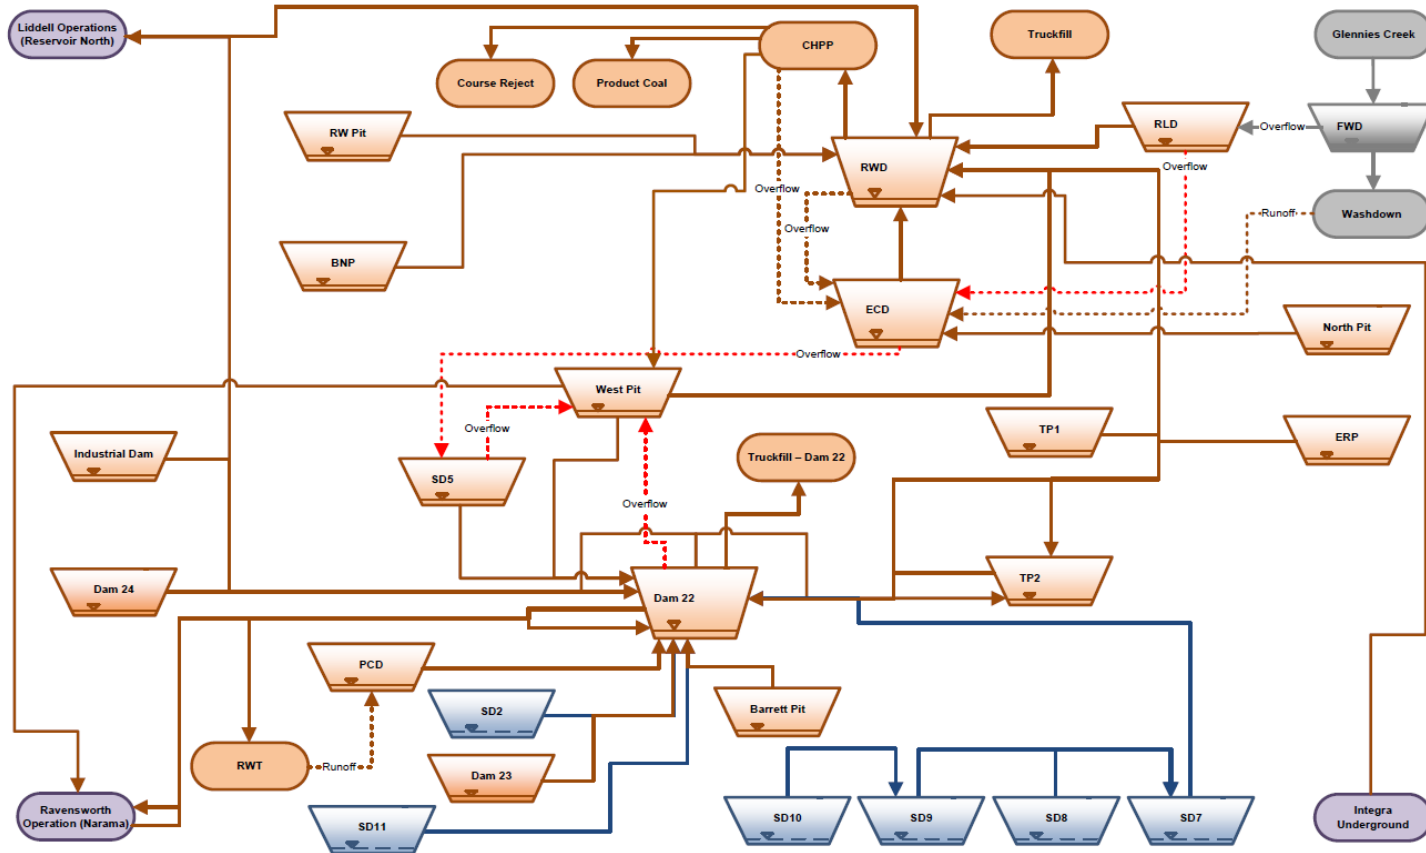 Liddell Operations
(Reservoir North)
CHPP
Truckfill
Glennies Creek
Course Reject
Product Coal
RW Pit
RLD
Overflow
FWD
RWD
Overflow
Overflow
Overflow
Runoff
Washdown
BNP
ECD
North Pit
Overflow
West Pit
TP1
Overflow
ERP
Industrial Dam
SD5
Truckfill – Dam 22
Overflow
Dam 24
Dam 22
TP2
PCD
SD2
Barrett Pit
RWT
Runoff
Dam 23
Ravensworth
Operation (Narama)
SD11
SD10
SD9
SD8
SD7
Integra
Underground